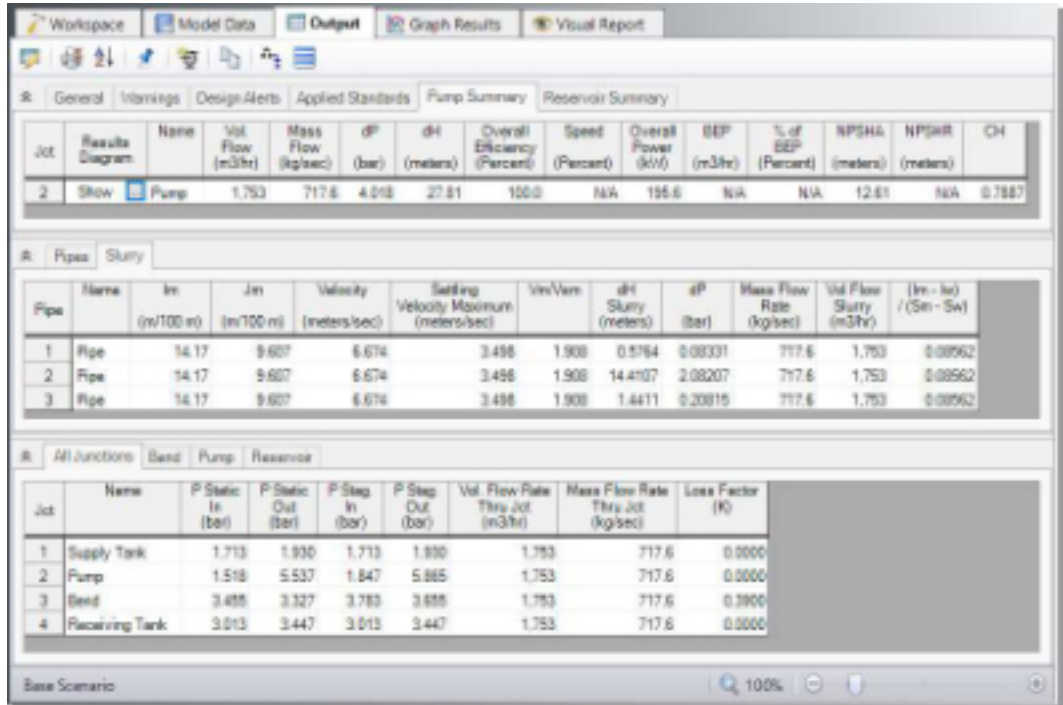 Workspace Model Data Output Graph Results Visual Report
General Warnings Design Alerts Applied Standards Pump Summary Reservoir Summary
Jct Results Diagram Name Vol. Flow (m3/hr) Mass Flow (kg/sec) dP (bar) dH (meters) Overall Efficiency (Percent) Speed (Percent) Overall Power (kW) BEP (m3/hr) % of BEP (Percent) NPSHA (meters) NPSHR (meters) CH
2 Show ... Pump 1,753 717.6 4.018 27.81 100.0 N/A 195.6 N/A N/A 12.61 N/A 0.7887
Pipes Slurry
Pipe Name Im (m/100 m) Jm (m/100 m) Velocity (meters/sec) Settling Velocity Maximum (meters/sec) Vm/Vsm dH Slurry (meters) dP (bar) Mass Flow Rate (kg/sec) Vol Flow Slurry (m3/hr) (Im - Iw) / (Sm - Sw)
1 Pipe 14.17 9.607 6.674 3.498 1.908 0.5764 0.08331 717.6 1,753 0.08562
2 Pipe 14.17 9.607 6.674 3.498 1.908 14.4107 2.08207 717.6 1,753 0.08562
3 Pipe 14.17 9.607 6.674 3.498 1.908 1.4411 0.20815 717.6 1,753 0.08562
All Junctions Bend Pump Reservoir
Jct Name P Static In (bar) P Static Out (bar) P Stag. In (bar) P Stag. Out (bar) Vol. Flow Rate Thru Jct (m3/hr) Mass Flow Rate Thru Jct (kg/sec) Loss Factor (K)
1 Supply Tank 1.713 1.930 1.713 1.930 1,753 717.6 0.0000
2 Pump 1.518 5.537 1.847 5.865 1,753 717.6 0.0000
3 Bend 3.455 3.327 3.783 3.655 1,753 717.6 0.3900
4 Receiving Tank 3.013 3.447 3.013 3.447 1,753 717.6 0.0000
Base Scenario 100%